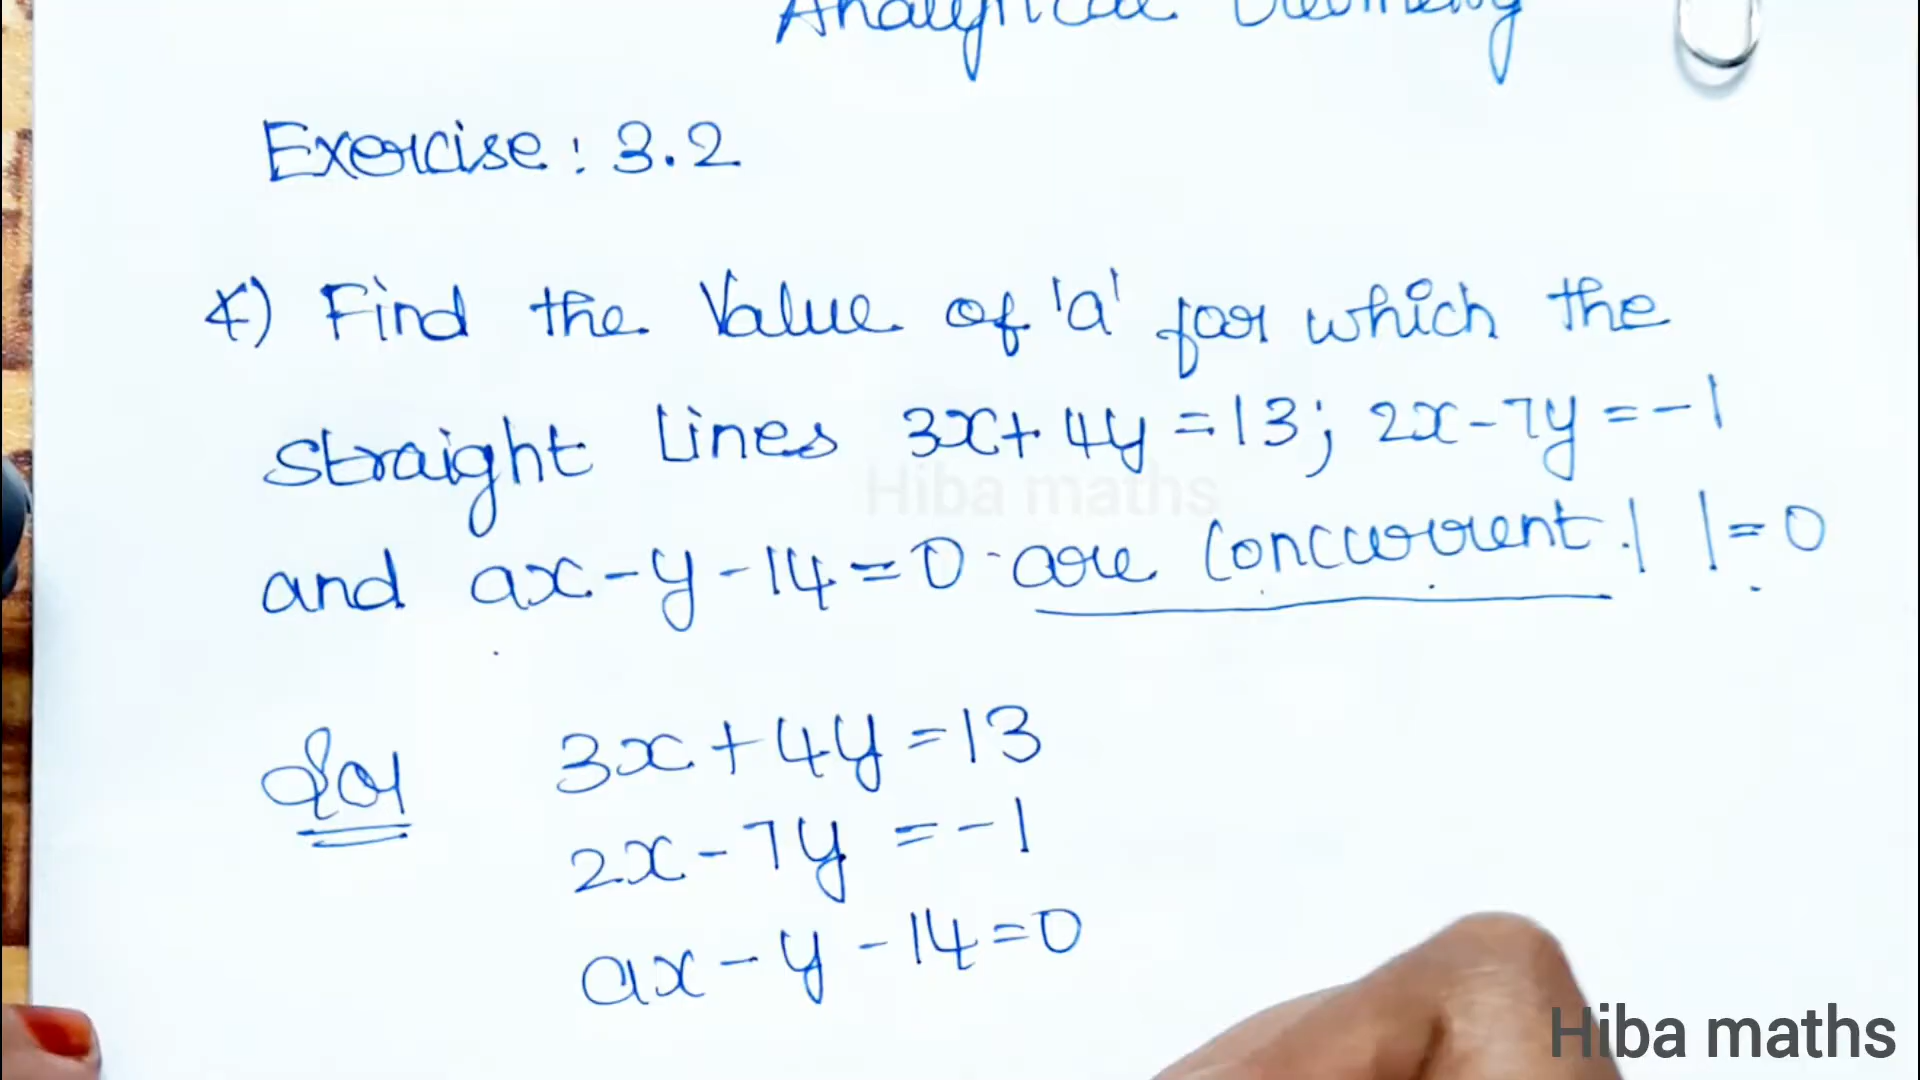 Analytical Geometry
Exercise: 3.2
4) Find the Value of 'a' for which the
straight Lines 3x+4y=13; 2x-7y=-1
Hiba maths
and ax-y-14=0 are concurrent. | |=0
Sol 3x+4y=13
2x-7y=-1
ax-y-14=0
Hiba maths